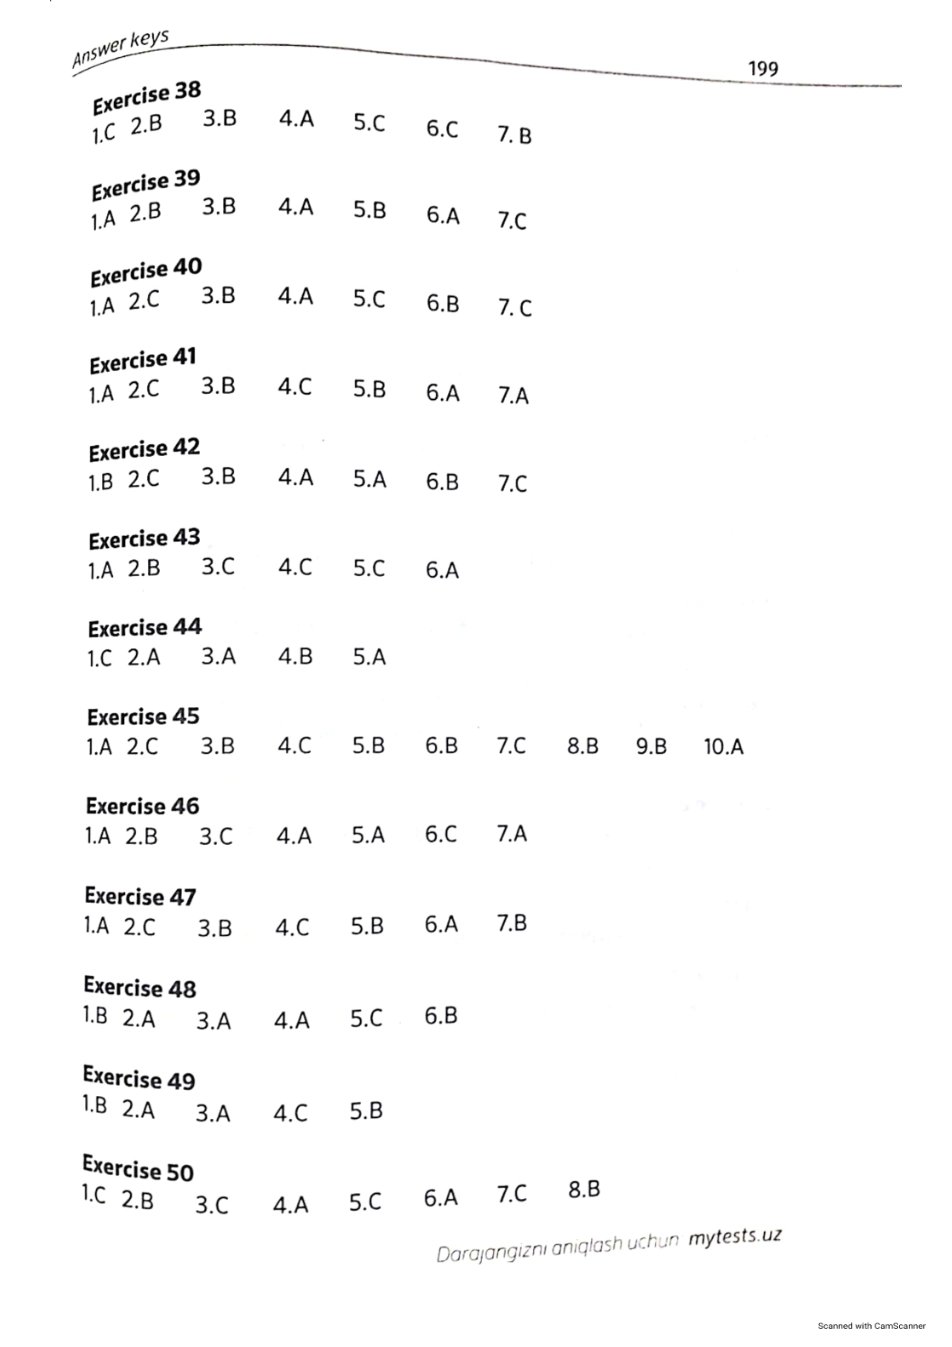 Answer keys
199
Exercise 38
1.C 2.B 3.B 4.A 5.C 6.C 7. B
Exercise 39
1.A 2.B 3.B 4.A 5.B 6.A 7.C
Exercise 40
1.A 2.C 3.B 4.A 5.C 6.B 7. C
Exercise 41
1.A 2.C 3.B 4.C 5.B 6.A 7.A
Exercise 42
1.B 2.C 3.B 4.A 5.A 6.B 7.C
Exercise 43
1.A 2.B 3.C 4.C 5.C 6.A
Exercise 44
1.C 2.A 3.A 4.B 5.A
Exercise 45
1.A 2.C 3.B 4.C 5.B 6.B 7.C 8.B 9.B 10.A
Exercise 46
1.A 2.B 3.C 4.A 5.A 6.C 7.A
Exercise 47
1.A 2.C 3.B 4.C 5.B 6.A 7.B
Exercise 48
1.B 2.A 3.A 4.A 5.C 6.B
Exercise 49
1.B 2.A 3.A 4.C 5.B
Exercise 50
1.C 2.B 3.C 4.A 5.C 6.A 7.C 8.B
Darajangizni aniqlash uchun mytests.uz
Scanned with CamScanner